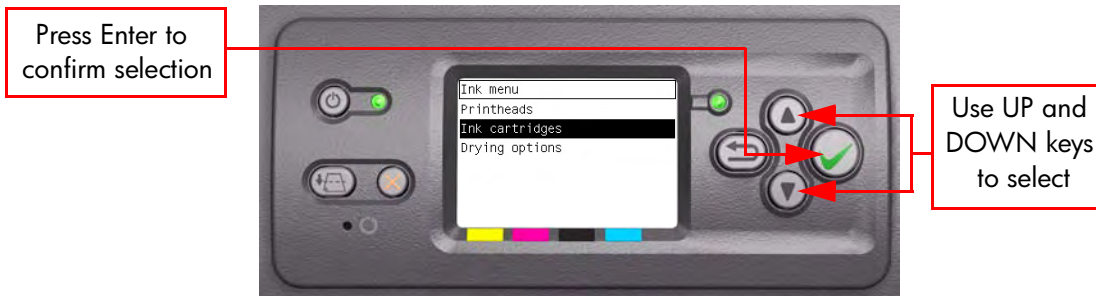 Press Enter to
confirm selection
Ink menu
Printheads
Ink cartridges
Drying options
Use UP and
DOWN keys
to select